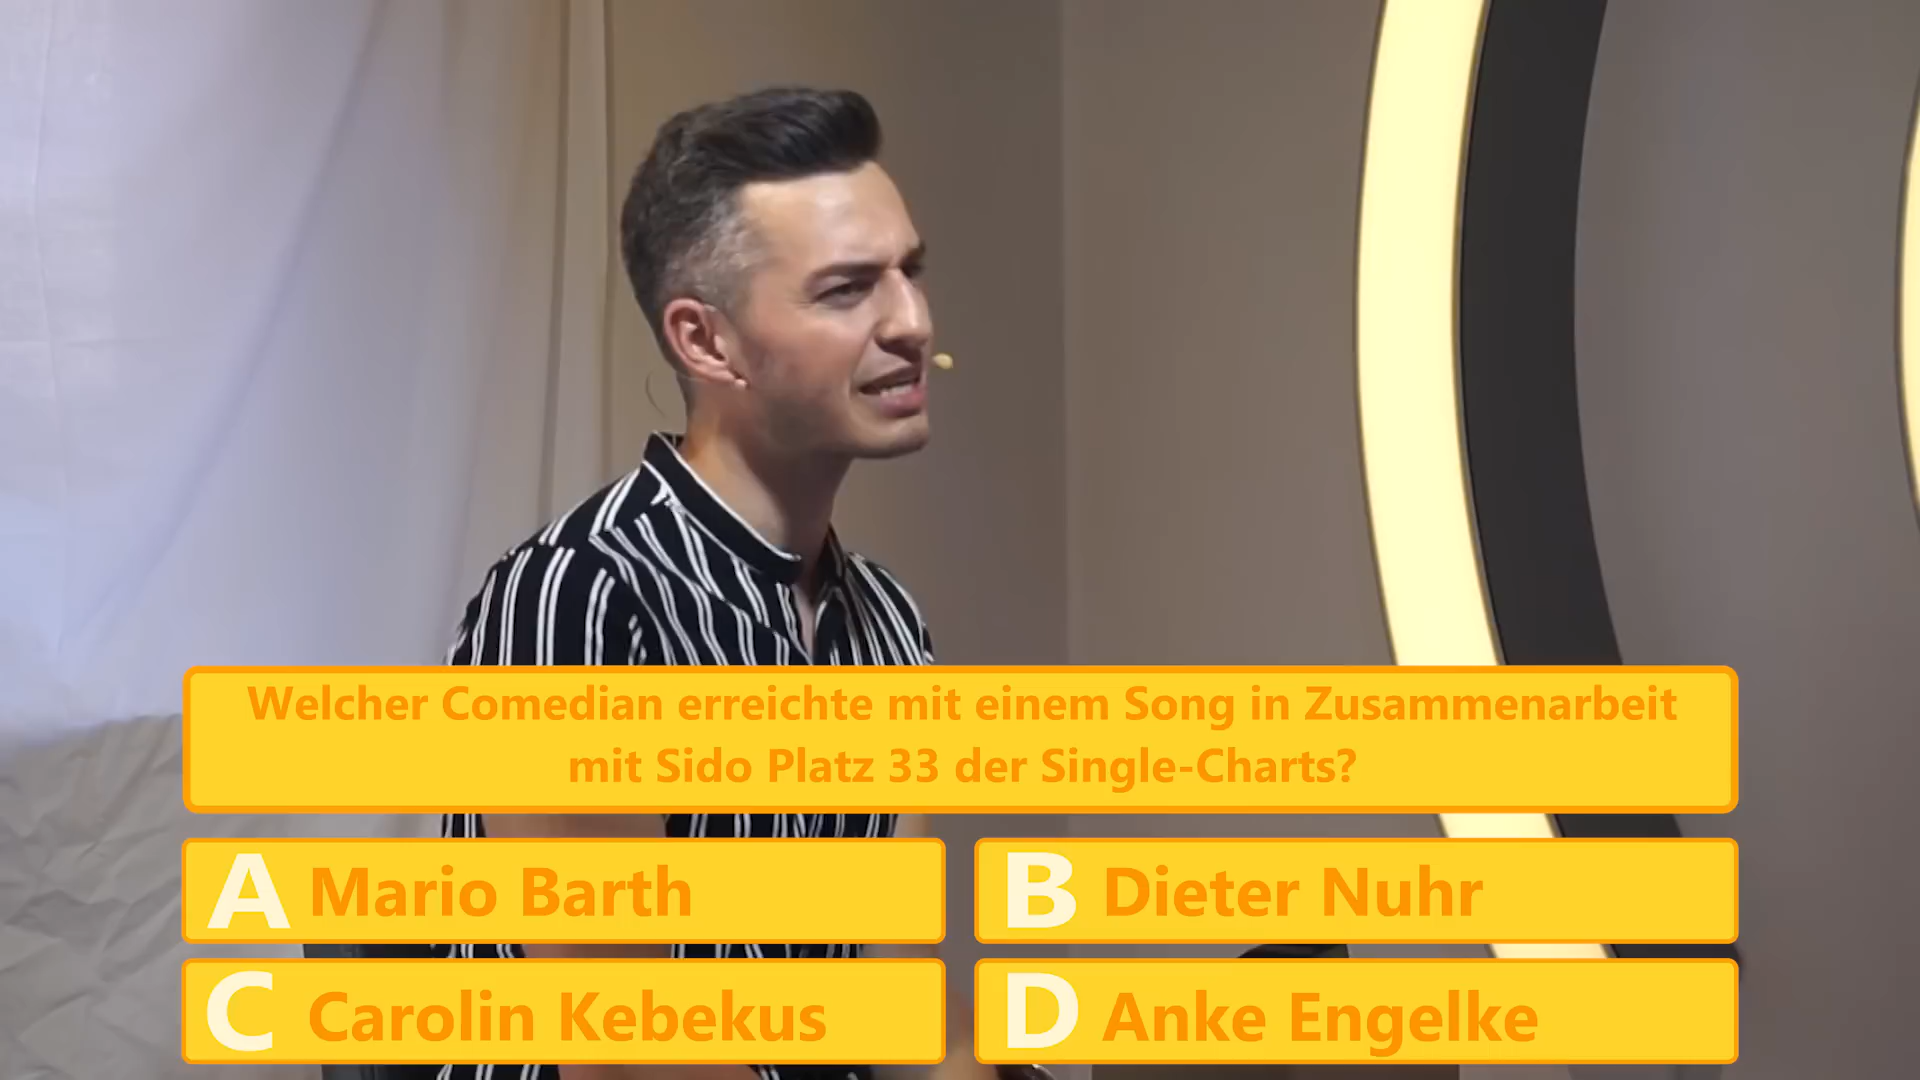 Welcher Comedian erreichte mit einem Song in Zusammenarbeit
mit Sido Platz 33 der Single-Charts?
A Mario Barth
B Dieter Nuhr
C Carolin Kebekus
D Anke Engelke